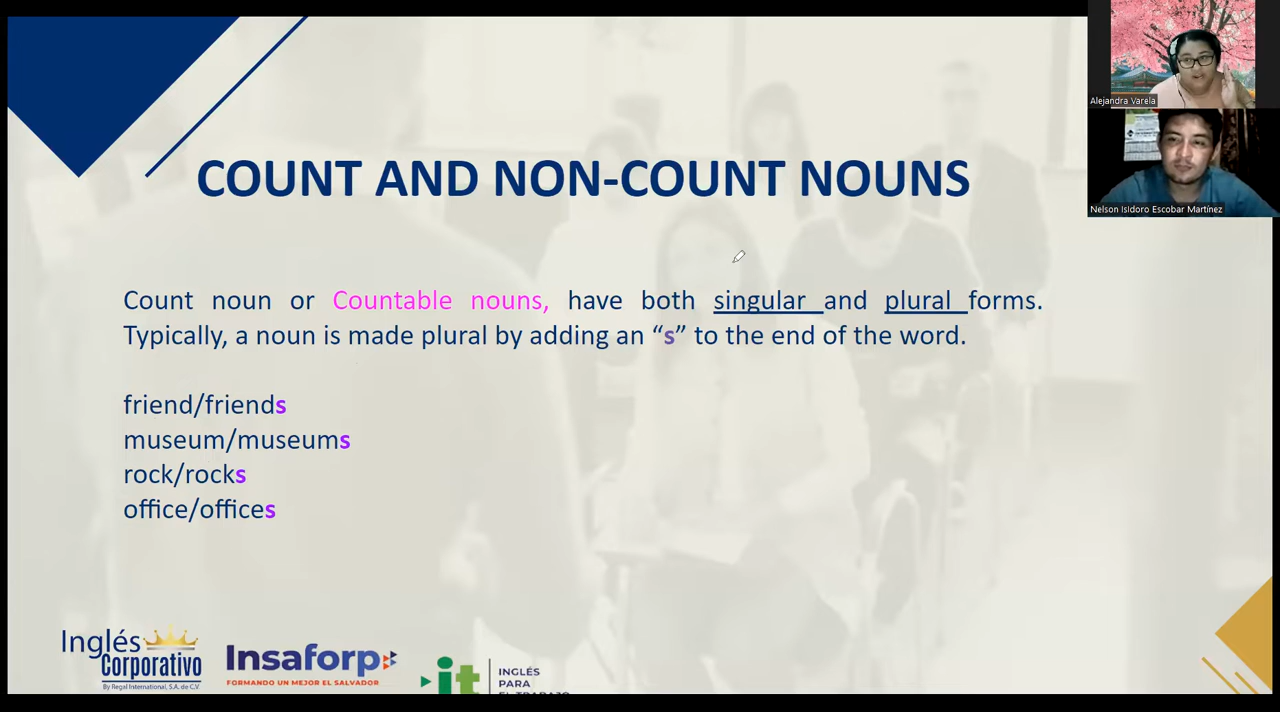 Alejandra Varela
Nelson Isidoro Escobar Martínez
COUNT AND NON-COUNT NOUNS
Count noun or Countable nouns, have both singular and plural forms.
Typically, a noun is made plural by adding an “s” to the end of the word.
friend/friends
museum/museums
rock/rocks
office/offices
Inglés
Corporativo
By Regal International, S.A. de C.V.
Insaforp
FORMANDO UN MEJOR EL SALVADOR
it
INGLÉS
PARA
EL TRABAJO